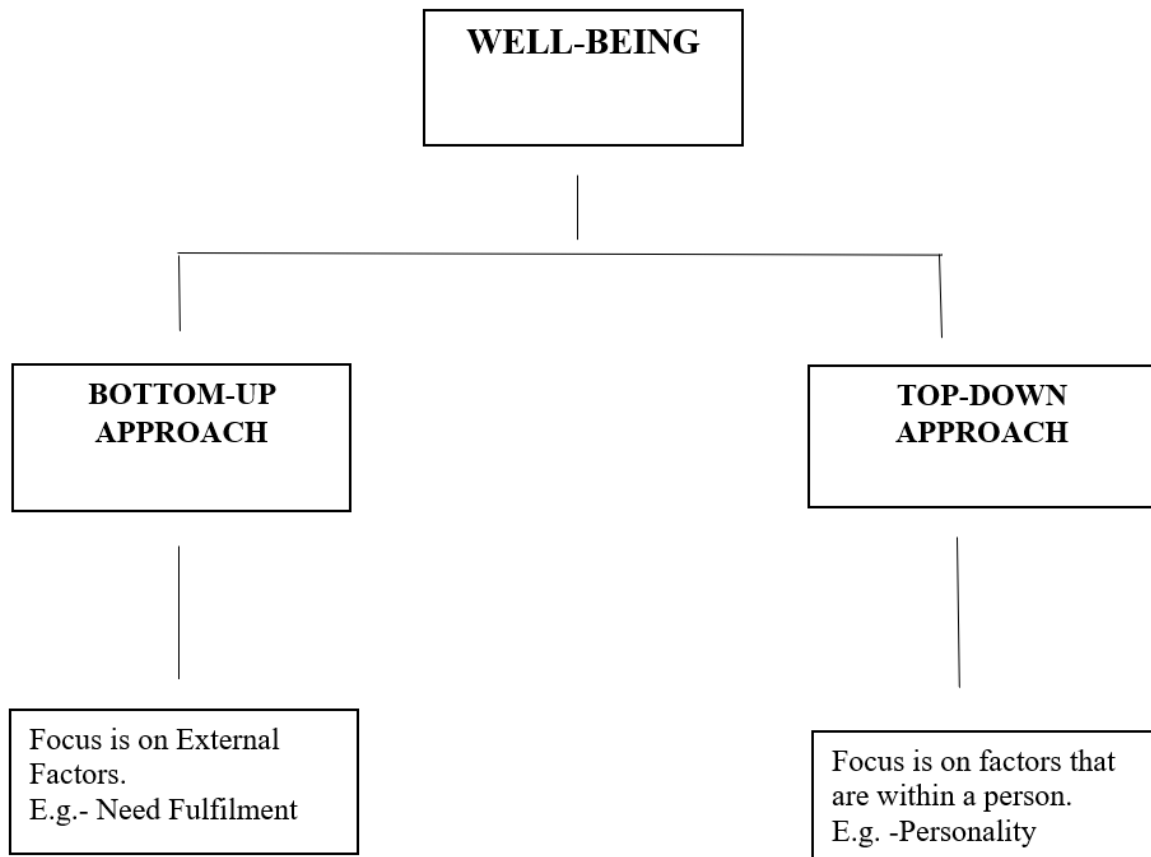 WELL-BEING
BOTTOM-UP
APPROACH
TOP-DOWN
APPROACH
Focus is on External
Factors.
E.g.- Need Fulfilment
Focus is on factors that
are within a person.
E.g. -Personality